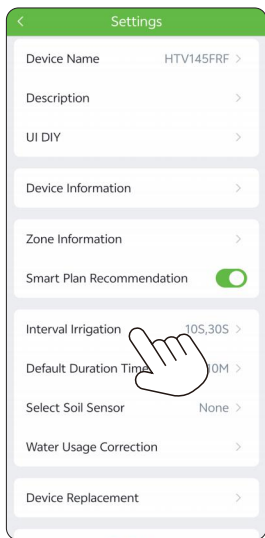 Settings
Device Name HTV145FRF
Description
UI DIY
Device Information
Zone Information
Smart Plan Recommendation
Interval Irrigation 10S,30S
Default Duration Time 10M
Select Soil Sensor None
Water Usage Correction
Device Replacement